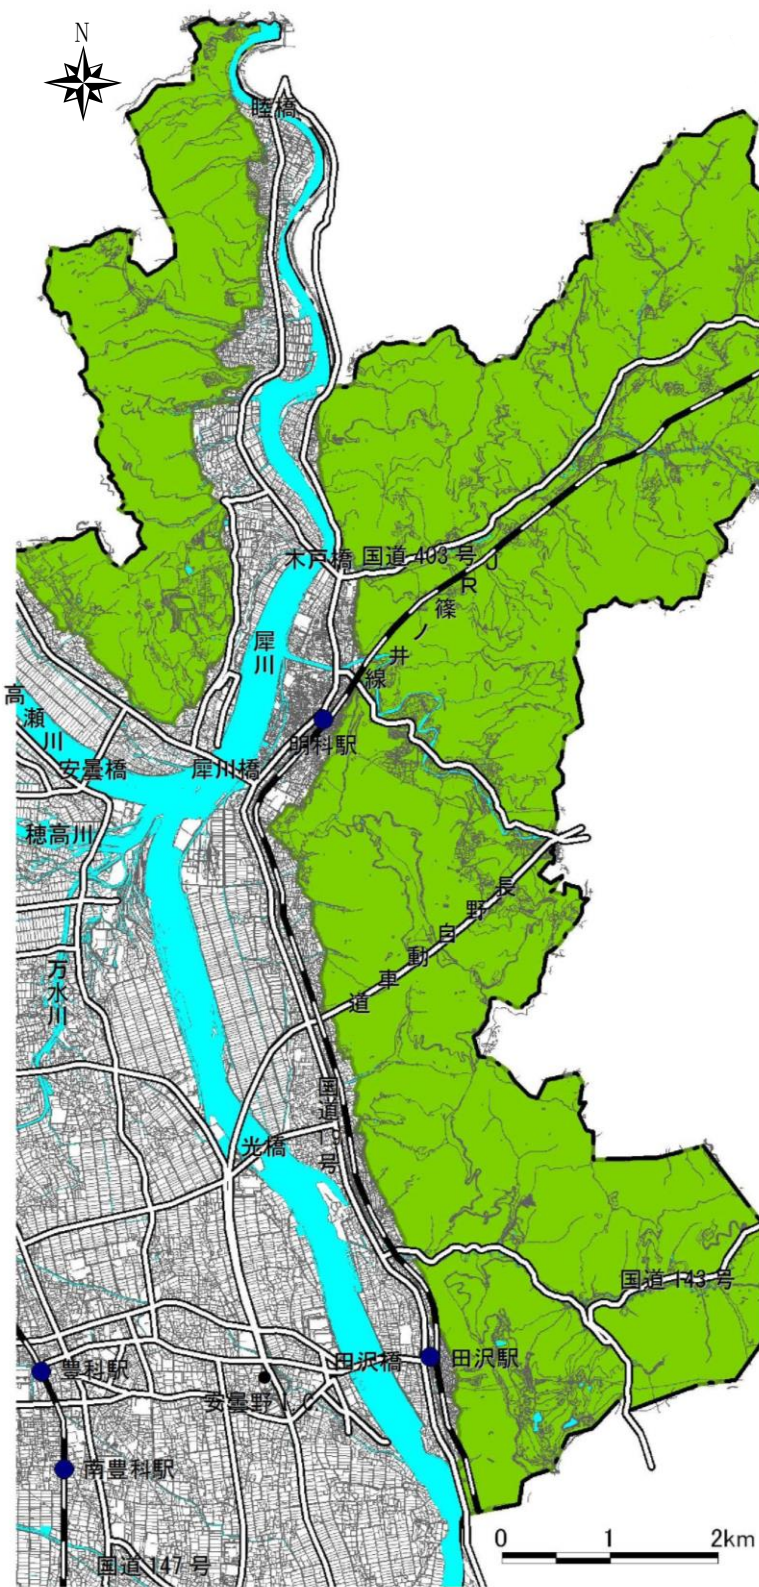 N
睦橋
木戸橋
国道403号
JR篠ノ井線
犀川
高瀬川
明科駅
安曇橋
犀川橋
穂高川
長野自動車道
万水川
国道19号
光橋
国道143号
田沢橋
田沢駅
豊科駅
安曇野I.C
南豊科駅
国道147号
0 1 2km